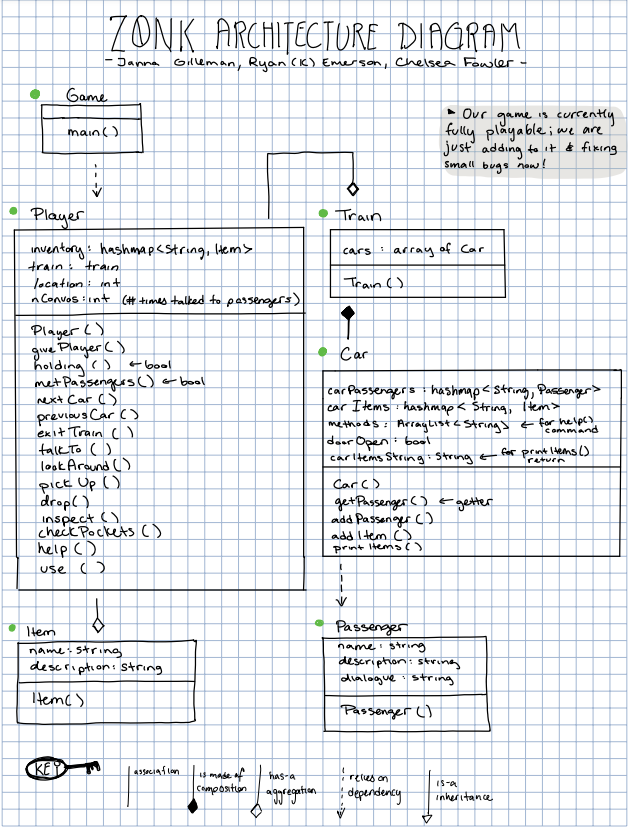 ZONK ARCHITECTURE DIAGRAM
- Janna Gilleman, Ryan (K) Emerson, Chelsea Fowler -
Game
main()
► Our game is currently
fully playable; we are
just adding to it & fixing
small bugs now!
Player
inventory: hashmap<String, Item>
train: train
location: int
nConvos: int (# times talked to passengers)
Player()
givePlayer()
holding() ← bool
metPassengers() ← bool
nextCar()
previousCar()
exitTrain()
talkTo()
lookAround()
pickUp()
drop()
inspect()
checkPockets()
help()
use()
Train
cars: array of Car
Train()
Car
carPassengers: hashmap<String, Passenger>
carItems: hashmap<String, Item>
methods: ArrayList<String> ← for help() command
doorOpen: bool
carItemsString: String ← for printItems() return
Car()
getPassenger() ← getter
addPassenger()
addItem()
printItems()
Item
name: string
description: string
Item()
Passenger
name: string
description: string
dialogue: string
Passenger()
KEY
association
is made of
composition
has-a
aggregation
relies on
dependency
is-a
inheritance